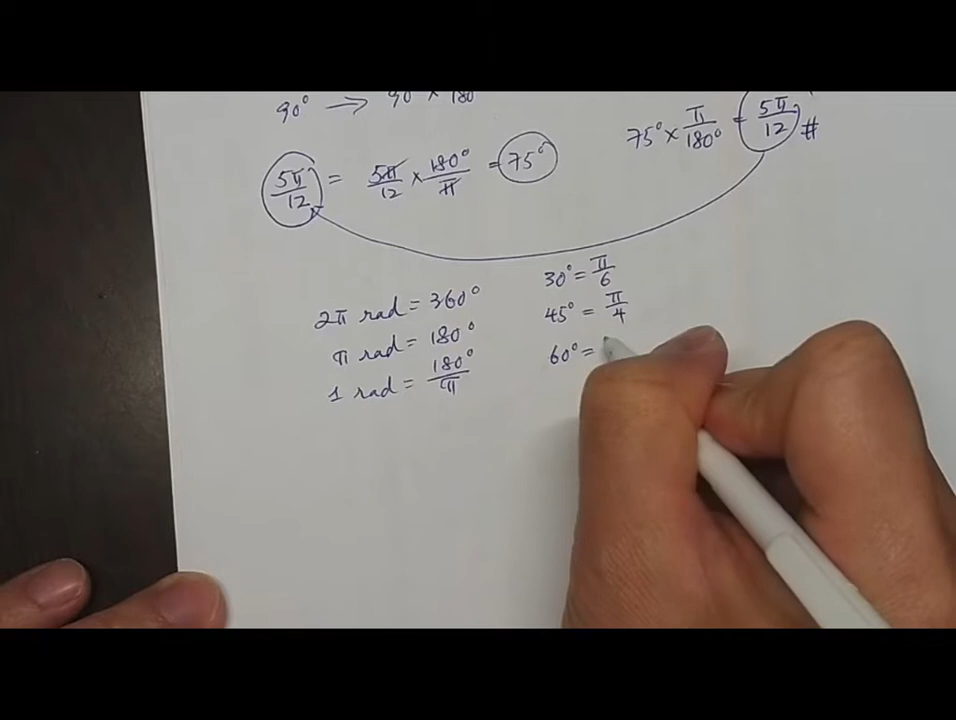 90° → 90 × 180
75° × π/180° = 5π/12 #
5π/12 = 5π/12 × 180°/π = 75°
2π rad = 360°
π rad = 180°
1 rad = 180°/π
30° = π/6
45° = π/4
60° =